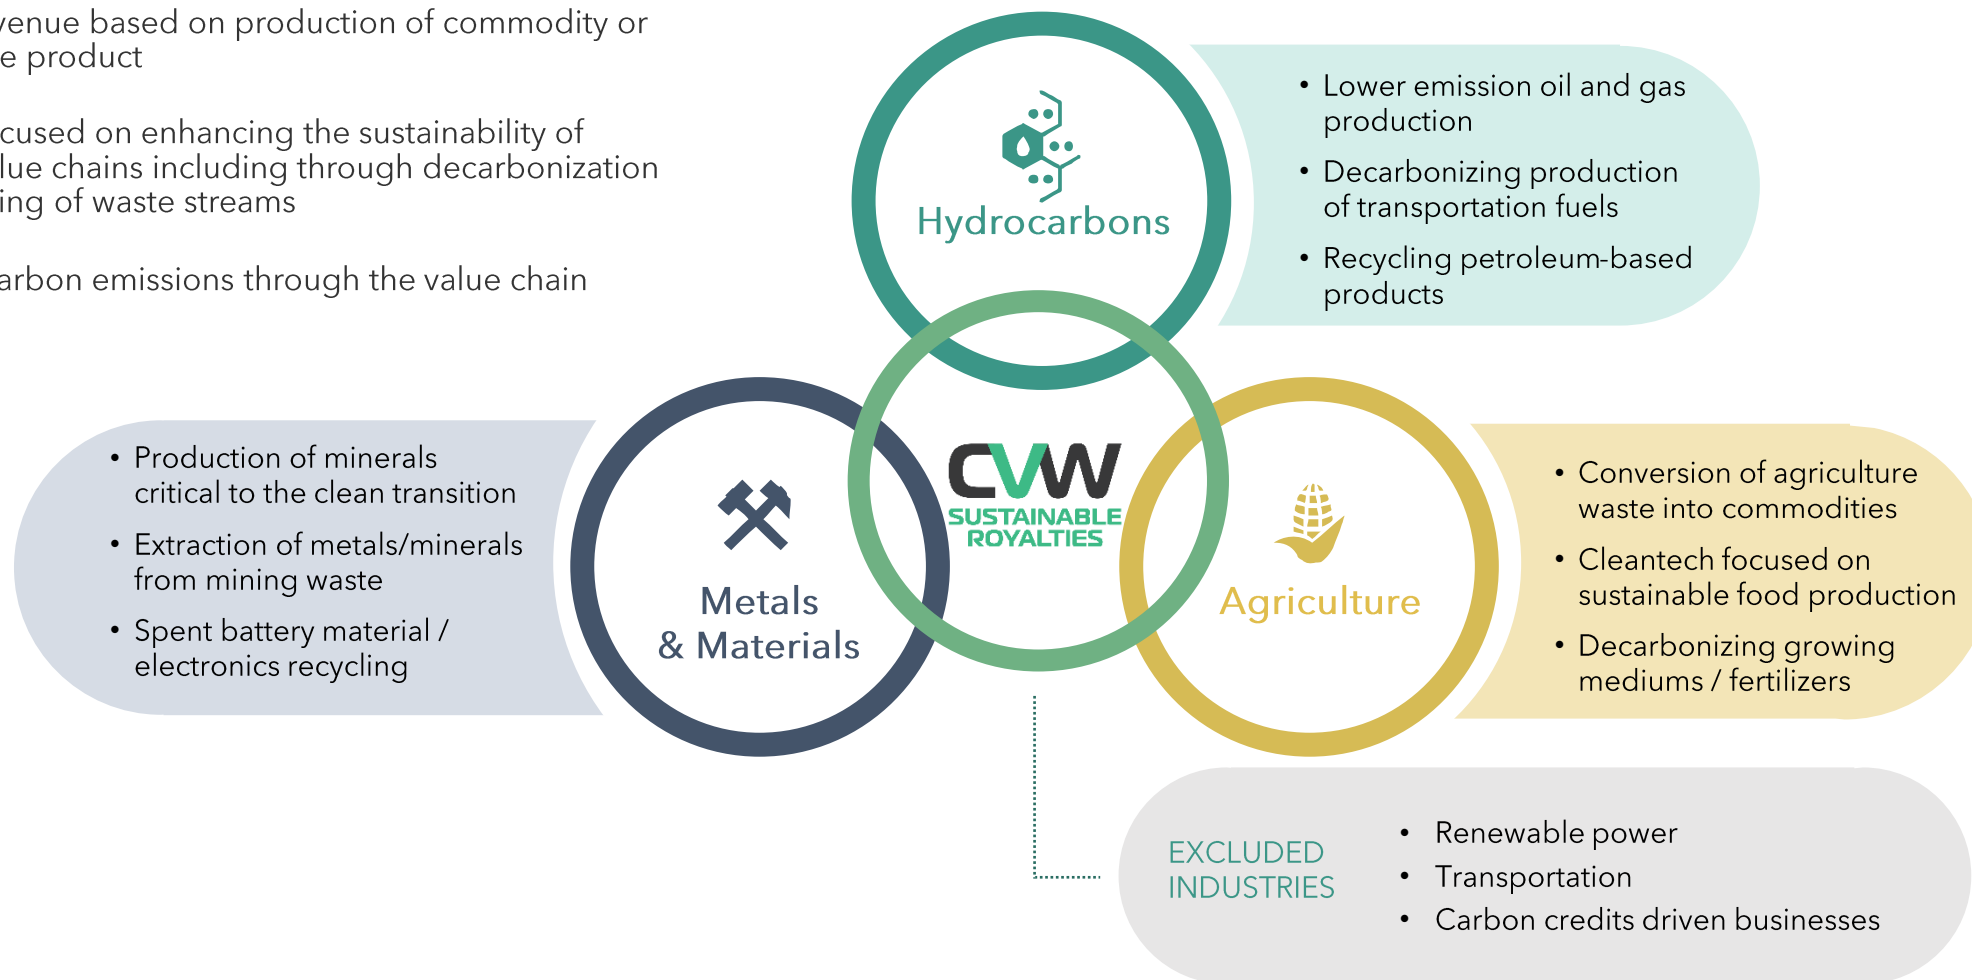 venue based on production of commodity or
e product
cused on enhancing the sustainability of
lue chains including through decarbonization
ing of waste streams
arbon emissions through the value chain
Hydrocarbons
• Lower emission oil and gas
production
• Decarbonizing production
of transportation fuels
• Recycling petroleum-based
products
• Production of minerals
critical to the clean transition
• Extraction of metals/minerals
from mining waste
• Spent battery material /
electronics recycling
Metals
& Materials
CVW
SUSTAINABLE
ROYALTIES
Agriculture
• Conversion of agriculture
waste into commodities
• Cleantech focused on
sustainable food production
• Decarbonizing growing
mediums / fertilizers
EXCLUDED
INDUSTRIES
• Renewable power
• Transportation
• Carbon credits driven businesses